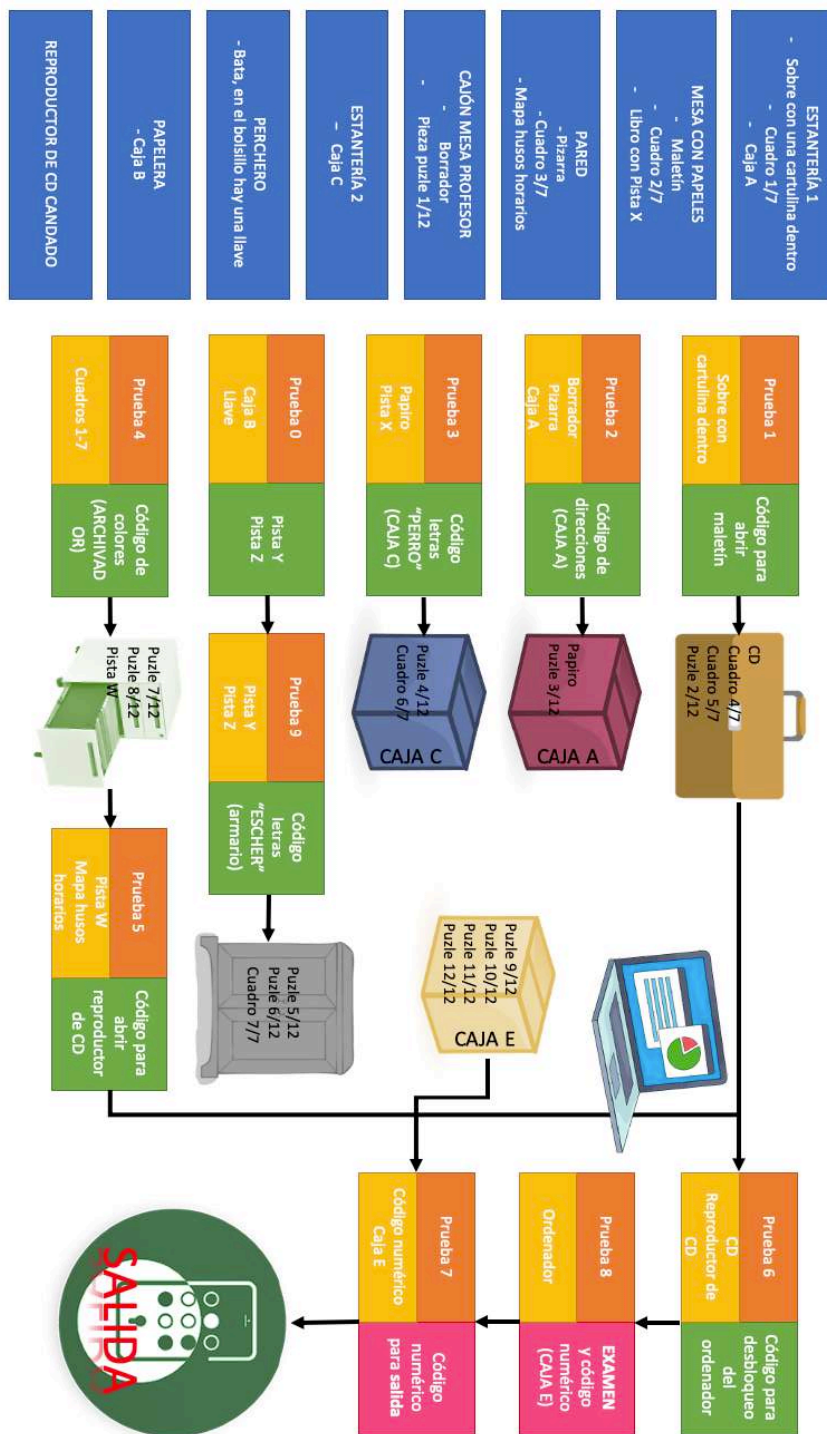 ESTANTERÍA 1
- Sobre con una cartulina dentro
- Cuadro 1/7
- Caja A
MESA CON PAPELES
- Maletín
- Cuadro 2/7
- Libro con Pista X
PARED
- Pizarra
- Cuadro 3/7
- Mapa husos horarios
CAJÓN MESA PROFESOR
- Borrador
- Pieza puzle 1/12
ESTANTERÍA 2
– Caja C
PERCHERO
- Bata, en el bolsillo hay una llave
PAPELERA
- Caja B
REPRODUCTOR DE CD CANDADO
Prueba 1
Sobre con
cartulina dentro
Código para
abrir
maletín
CD
Cuadro 4/7
Cuadro 5/7
Puzle 2/12
Prueba 2
Borrador
Pizarra
Caja A
Código de
direcciones
(CAJA A)
Papiro
Puzle 3/12
CAJA A
Prueba 3
Papiro
Pista X
Código
letras
“PERRO”
(CAJA C)
Puzle 4/12
Cuadro 6/7
CAJA C
Prueba 0
Caja B
Llave
Pista Y
Pista Z
Prueba 9
Pista Y
Pista Z
Código
letras
“ESCHER”
(armario)
Puzle 5/12
Puzle 6/12
Cuadro 7/7
Prueba 4
Cuadros 1-7
Código de
colores
(ARCHIVAD
OR)
Puzle 7/12
Puzle 8/12
Pista W
Prueba 5
Pista W
Mapa husos
horarios
Código para
abrir
reproductor
de CD
Puzle 9/12
Puzle 10/12
Puzle 11/12
Puzle 12/12
CAJA E
Prueba 6
CD
Reproductor de
CD
Código para
desbloqueo
del
ordenador
Prueba 8
Ordenador
EXAMEN
y código
numérico
(CAJA E)
Prueba 7
Código numérico
Caja E
Código
numérico
para salida
SALIDA